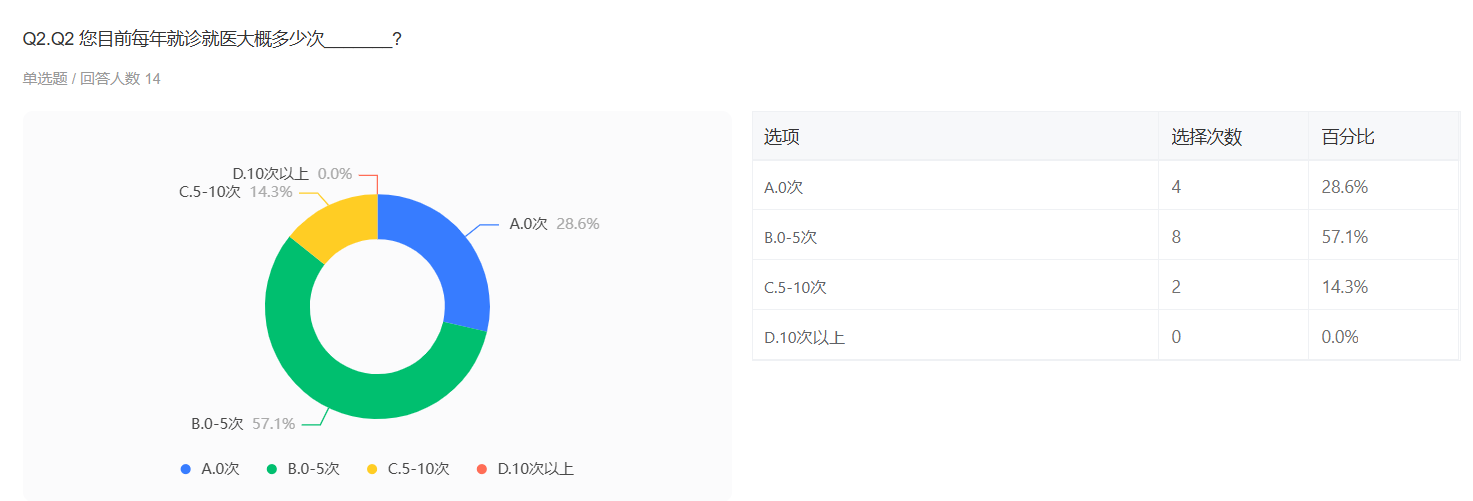 Q2.Q2 您目前每年就诊就医大概多少次________?
单选题 / 回答人数 14
D.10次以上 0.0%
C.5-10次 14.3%
A.0次 28.6%
B.0-5次 57.1%
A.0次 B.0-5次 C.5-10次 D.10次以上
选项 选择次数 百分比
A.0次 4 28.6%
B.0-5次 8 57.1%
C.5-10次 2 14.3%
D.10次以上 0 0.0%